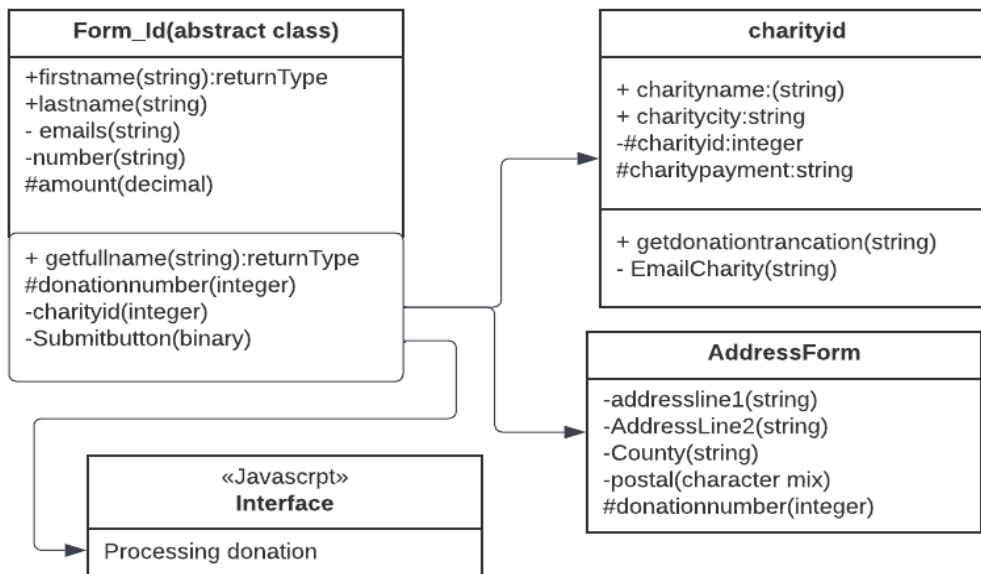 Form_Id(abstract class)
+firstname(string):returnType
+lastname(string)
- emails(string)
-number(string)
#amount(decimal)
+ getfullname(string):returnType
#donationnumber(integer)
-charityid(integer)
-Submitbutton(binary)
charityid
+ charityname:(string)
+ charitycity:string
-#charityid:integer
#charitypayment:string
+ getdonationtrancation(string)
- EmailCharity(string)
AddressForm
-addressline1(string)
-AddressLine2(string)
-County(string)
-postal(character mix)
#donationnumber(integer)
«Javascrpt»
Interface
Processing donation